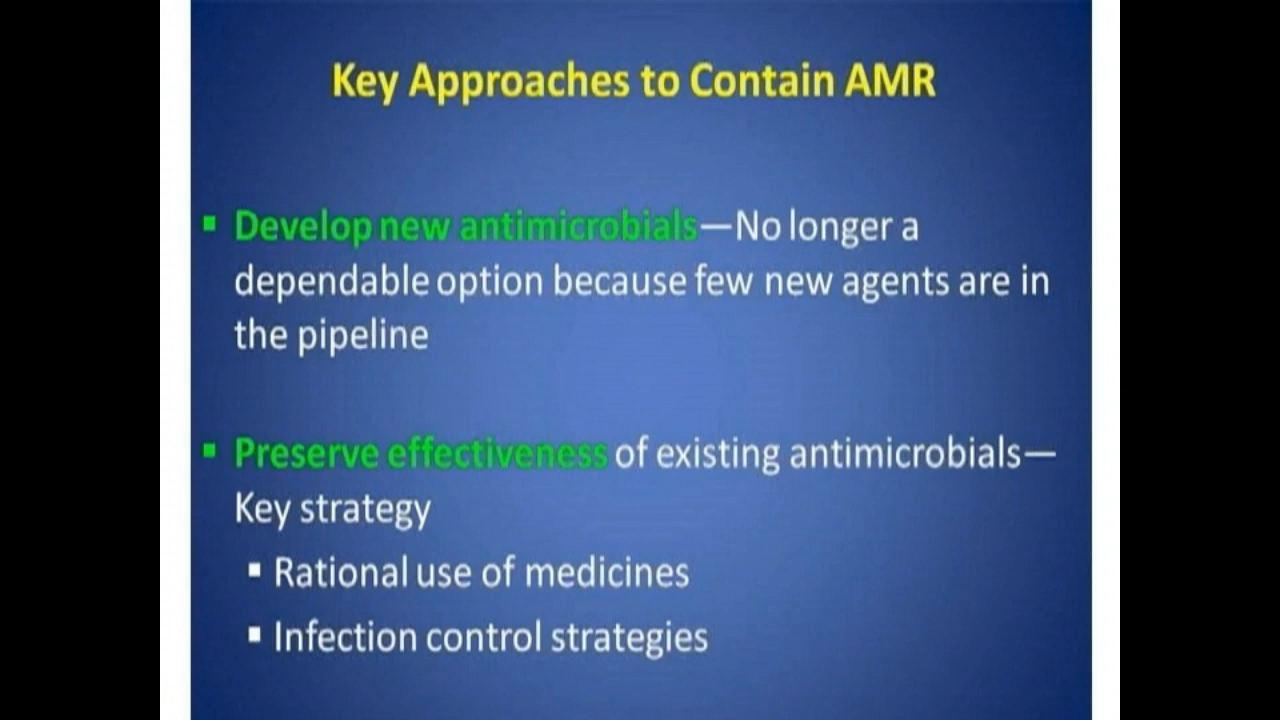 Key Approaches to Contain AMR
▪ Develop new antimicrobials—No longer a
dependable option because few new agents are in
the pipeline
▪ Preserve effectiveness of existing antimicrobials—
Key strategy
▪ Rational use of medicines
▪ Infection control strategies